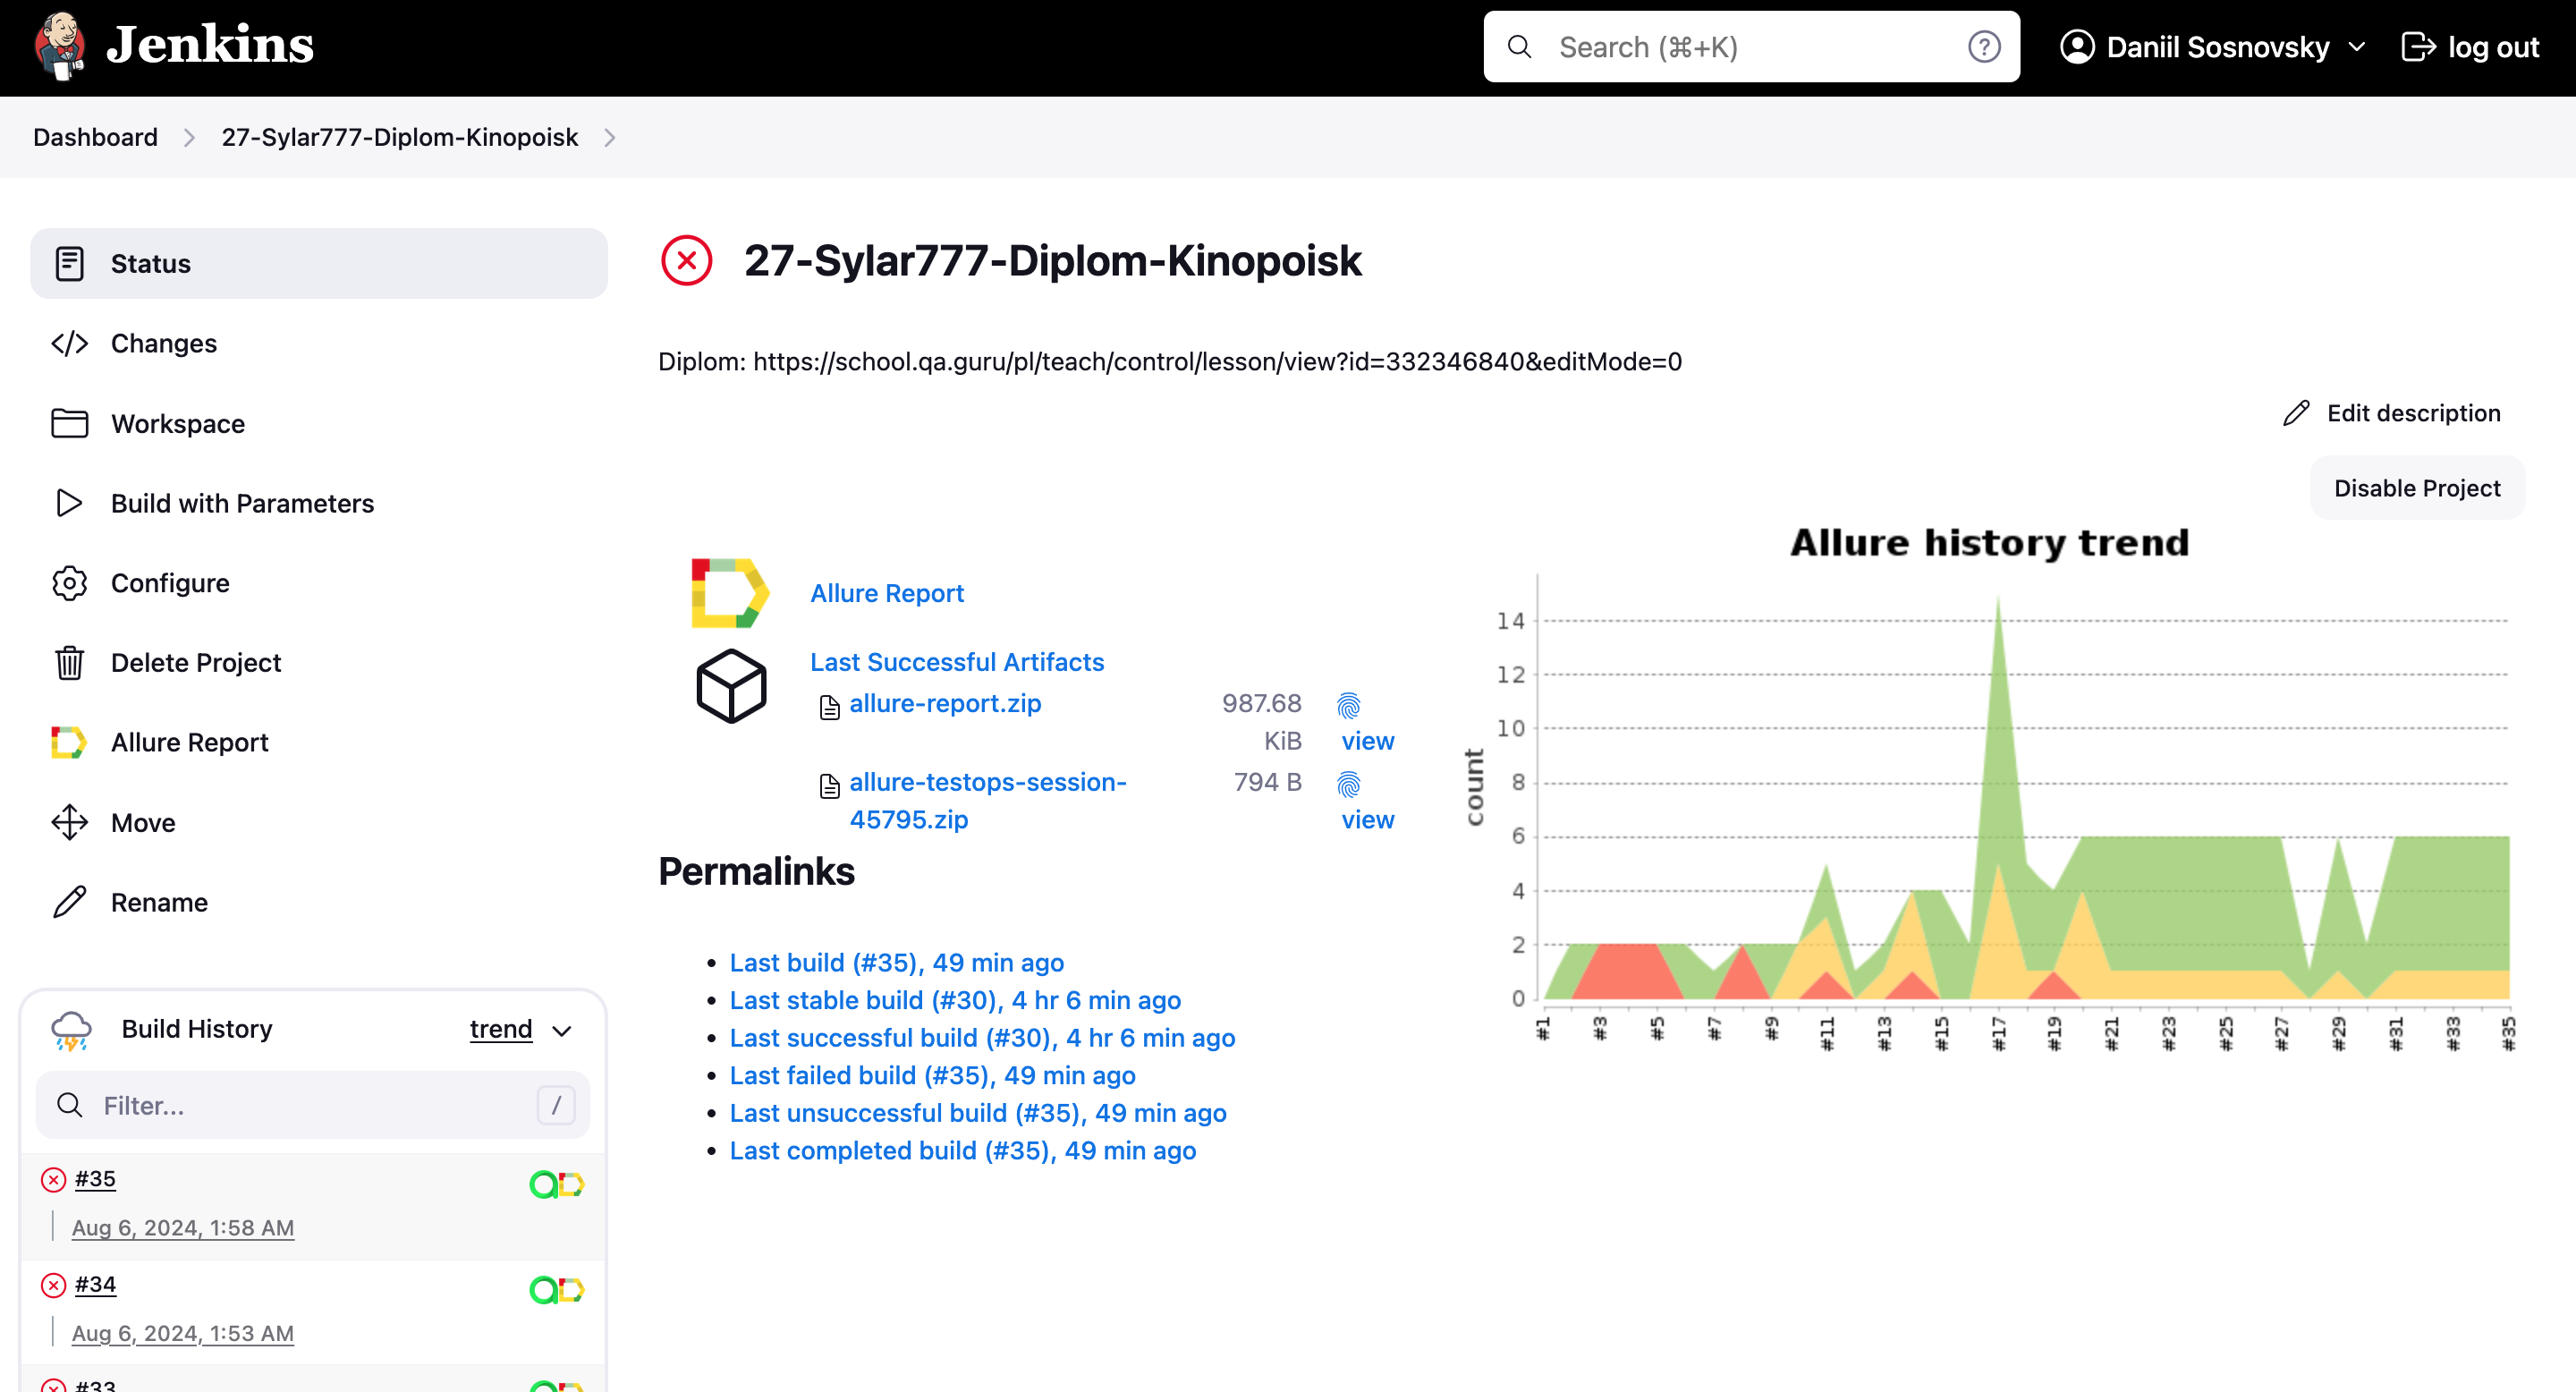 Jenkins
Search (⌘+K)
Daniil Sosnovsky
log out
Dashboard
27-Sylar777-Diplom-Kinopoisk
Status
Changes
Workspace
Build with Parameters
Configure
Delete Project
Allure Report
Move
Rename
Build History
trend
Filter...
/
#35
Aug 6, 2024, 1:58 AM
#34
Aug 6, 2024, 1:53 AM
#33
27-Sylar777-Diplom-Kinopoisk
Diplom: https://school.qa.guru/pl/teach/control/lesson/view?id=332346840&editMode=0
Edit description
Disable Project
Allure Report
Last Successful Artifacts
allure-report.zip 987.68
KiB view
allure-testops-session- 794 B
45795.zip view
Permalinks
Last build (#35), 49 min ago
Last stable build (#30), 4 hr 6 min ago
Last successful build (#30), 4 hr 6 min ago
Last failed build (#35), 49 min ago
Last unsuccessful build (#35), 49 min ago
Last completed build (#35), 49 min ago
Allure history trend
count
14
12
10
8
6
4
2
0
#1 #3 #5 #7 #9 #11 #13 #15 #17 #19 #21 #23 #25 #27 #29 #31 #33 #35